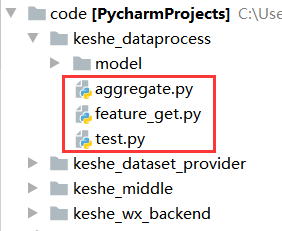 code [PycharmProjects] C:\Use
keshe_dataprocess
model
aggregate.py
feature_get.py
test.py
keshe_dataset_provider
keshe_middle
keshe_wx_backend